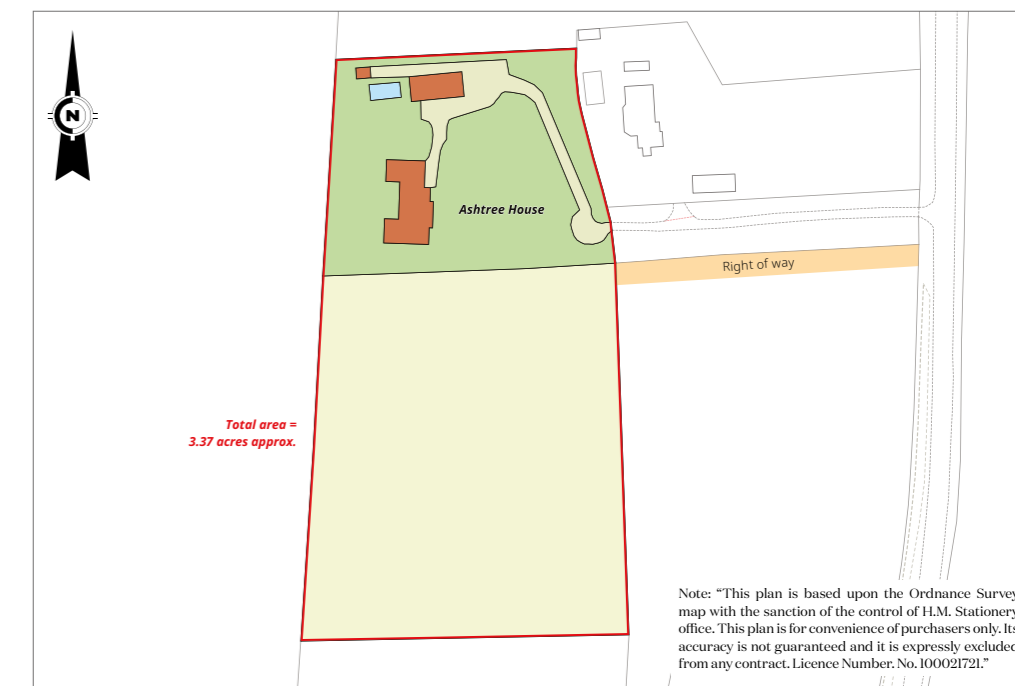 N
Ashtree House
Right of way
Total area =
3.37 acres approx.
Note: “This plan is based upon the Ordnance Survey
map with the sanction of the control of H.M. Stationery
office. This plan is for convenience of purchasers only. Its
accuracy is not guaranteed and it is expressly excluded
from any contract. Licence Number. No. 100021721.”